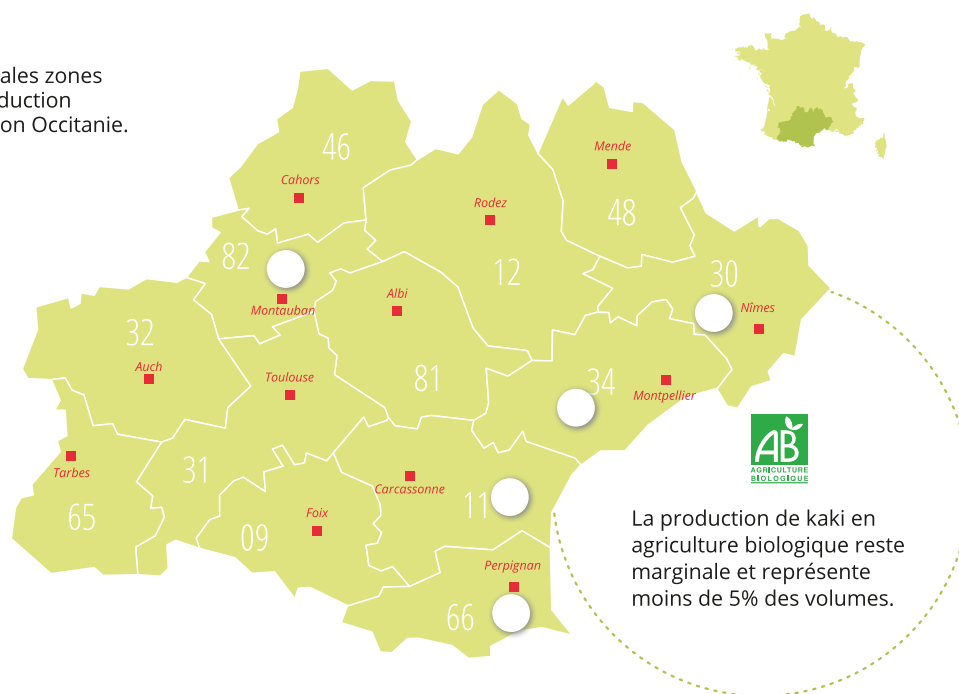 ales zones
duction
on Occitanie.
46
Cahors
Mende
48
Rodez
12
82
Montauban
30
Nîmes
Albi
81
32
Auch
Toulouse
34
Montpellier
31
Tarbes
65
Carcassonne
11
09
Foix
Perpignan
66
AB
AGRICULTURE
BIOLOGIQUE
La production de kaki en
agriculture biologique reste
marginale et représente
moins de 5% des volumes.